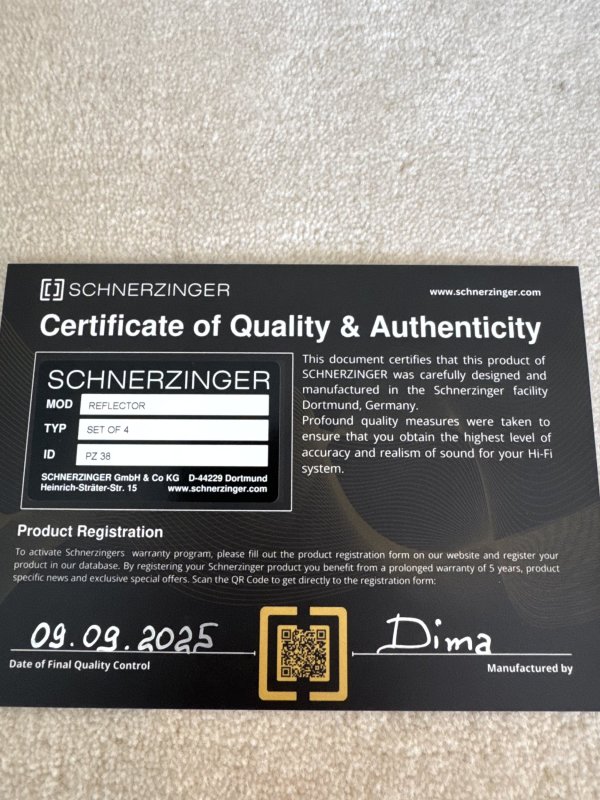 SCHNERZINGER
www.schnerzinger.com
Certificate of Quality & Authenticity
SCHNERZINGER
MOD REFLECTOR
TYP SET OF 4
ID PZ 38
SCHNERZINGER GmbH & Co KG D-44229 Dortmund
Heinrich-Sträter-Str. 15 www.schnerzinger.com
This document certifies that this product of
SCHNERZINGER was carefully designed and
manufactured in the Schnerzinger facility
Dortmund, Germany.
Profound quality measures were taken to
ensure that you obtain the highest level of
accuracy and realism of sound for your Hi-Fi
system.
Product Registration
To activate Schnerzingers warranty program, please fill out the product registration form on our website and register your
product in our database. By registering your Schnerzinger product you benefit from a prolonged warranty of 5 years, product
specific news and exclusive special offers. Scan the QR Code to get directly to the registration form:
09.09.2025
Dima
Date of Final Quality Control
Manufactured by